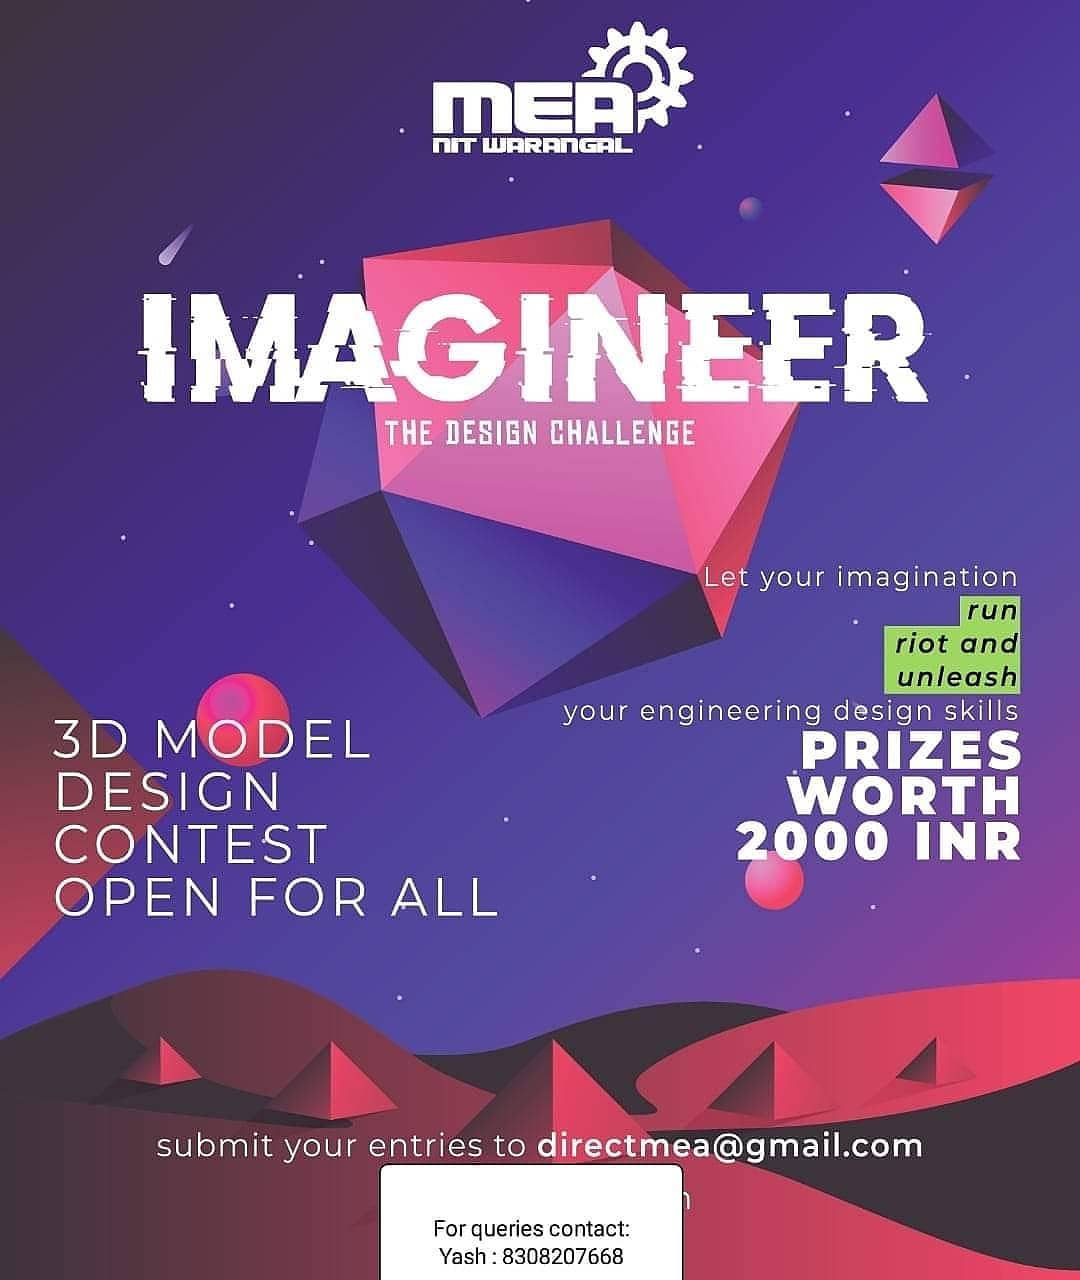 MEA
NIT WARANGAL
IMAGINEER
THE DESIGN CHALLENGE
Let your imagination
run
riot and
unleash
your engineering design skills
PRIZES
WORTH
2000 INR
3D MODEL
DESIGN
CONTEST
OPEN FOR ALL
submit your entries to directmea@gmail.com
For queries contact:
Yash : 8308207668